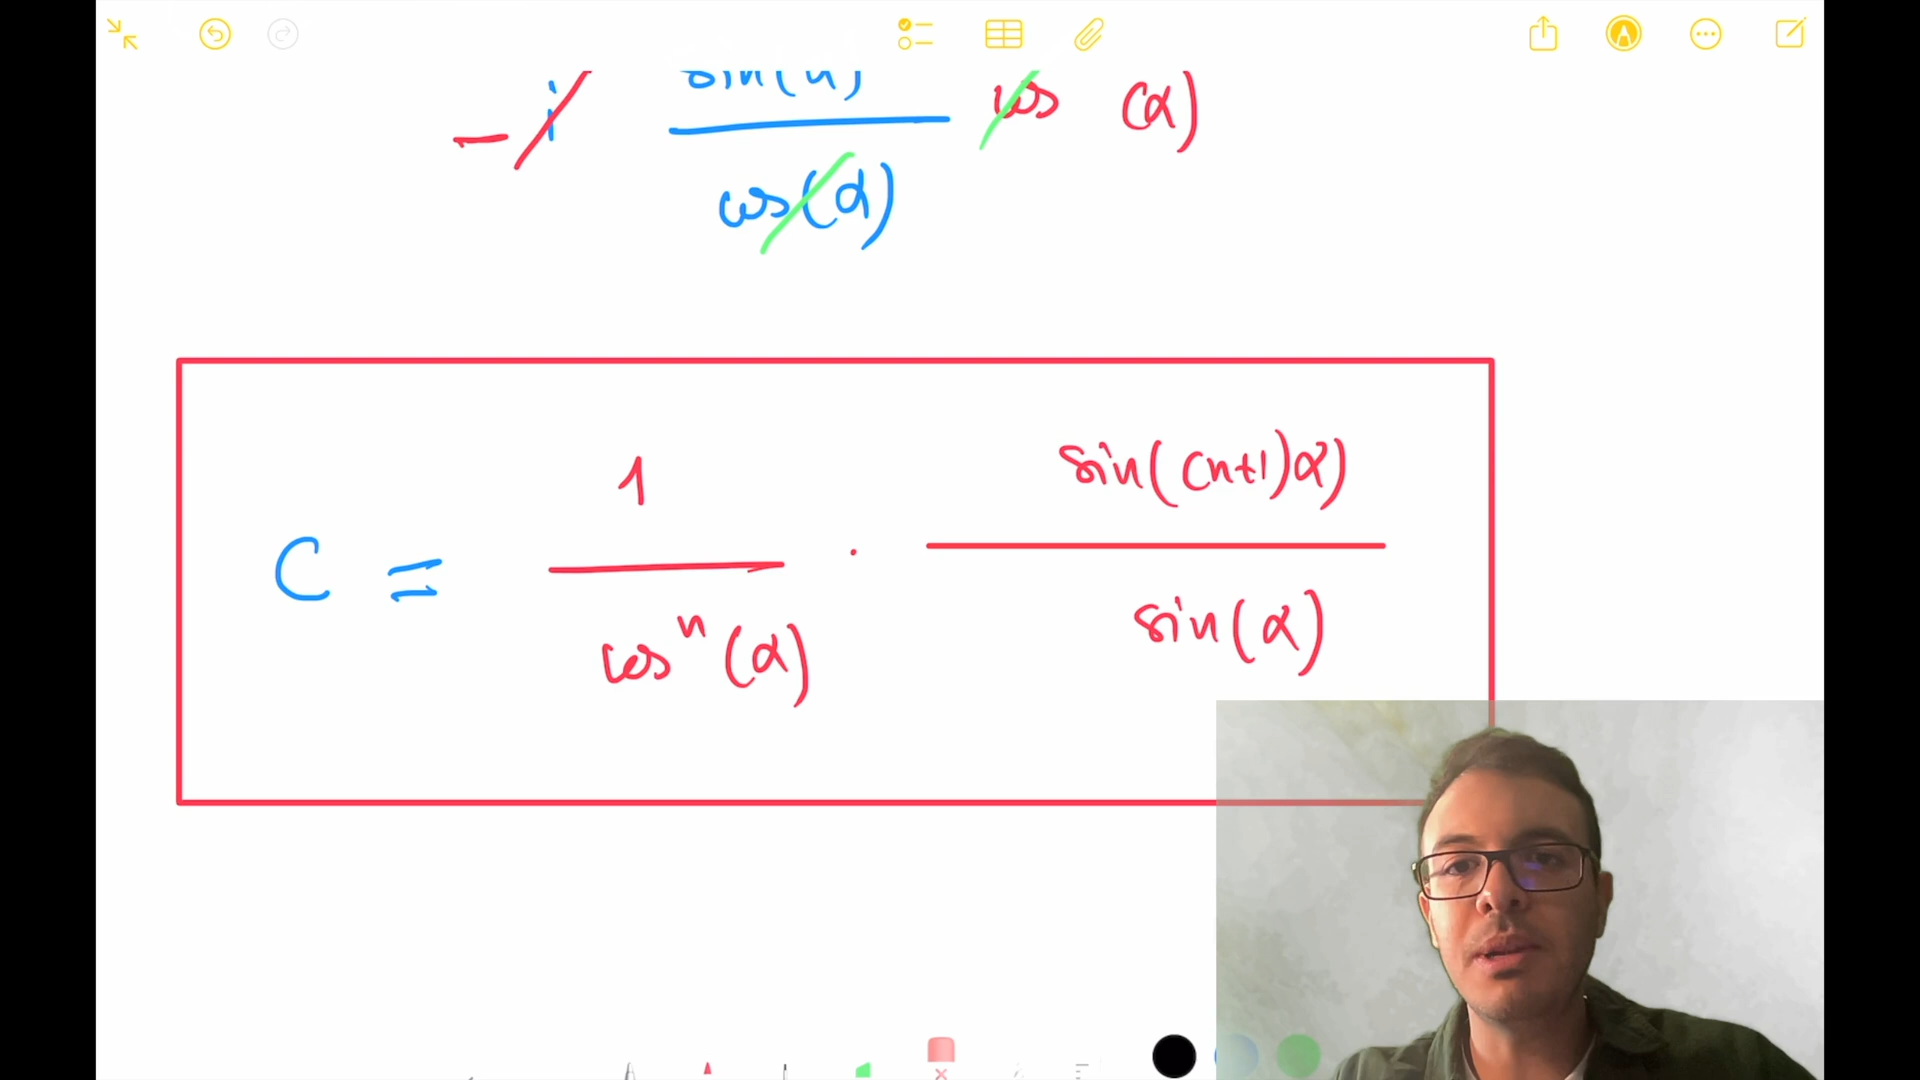 sin(α)
- i cos (α)
cos(α)
1 sin((n+1)α)
C = ·
cosⁿ(α) sin(α)